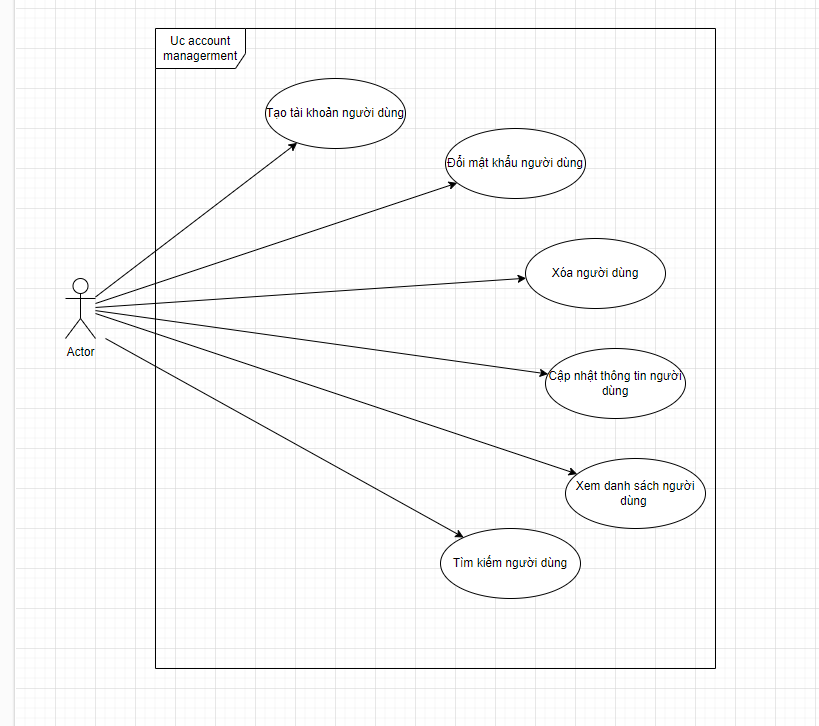 Uc account
managerment
Tạo tải khoản người dùng
Đổi mật khẩu người dùng
Xóa người dùng
Actor
Cập nhật thông tin người
dùng
Xem danh sách người
dùng
Tìm kiếm người dùng